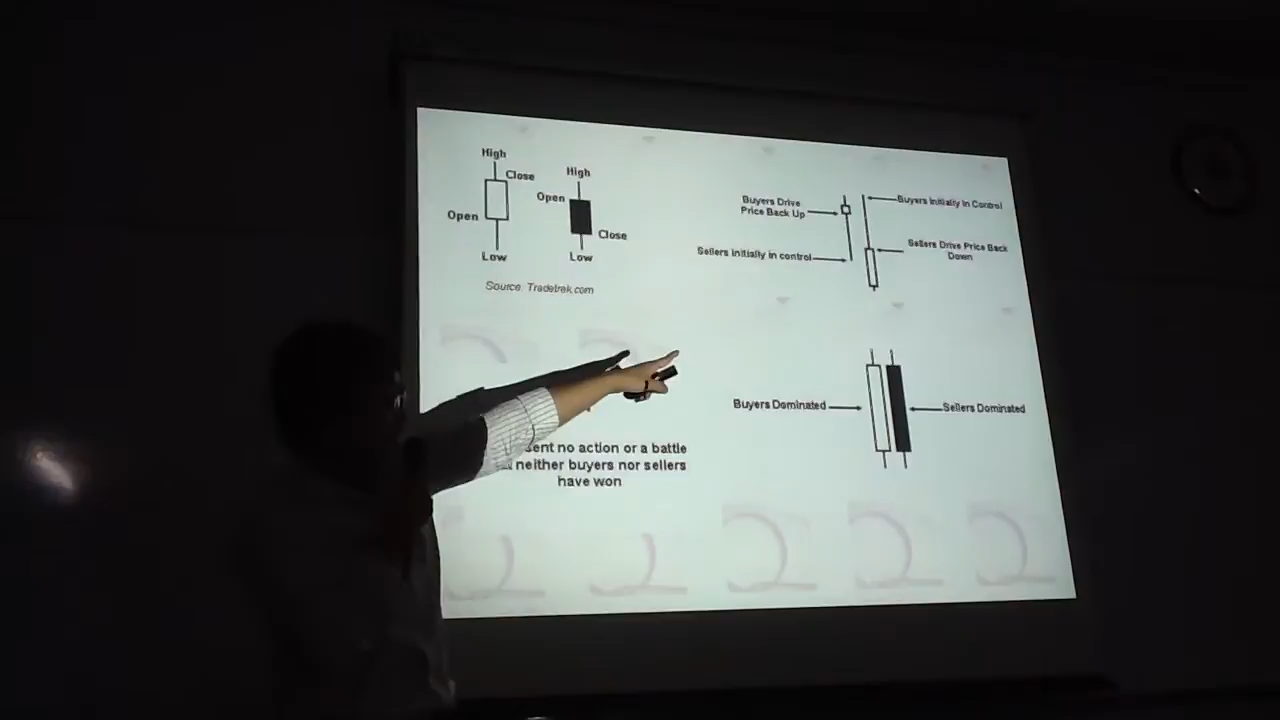 High
Close
High
Open
Open
Close
Low
Low
Source: Tradetrek.com
Buyers Drive
Price Back Up
Buyers Initially In Control
Sellers Initially in control
Sellers Drive Price Back
Down
Buyers Dominated
Sellers Dominated
no action or a battle
neither buyers nor sellers
have won